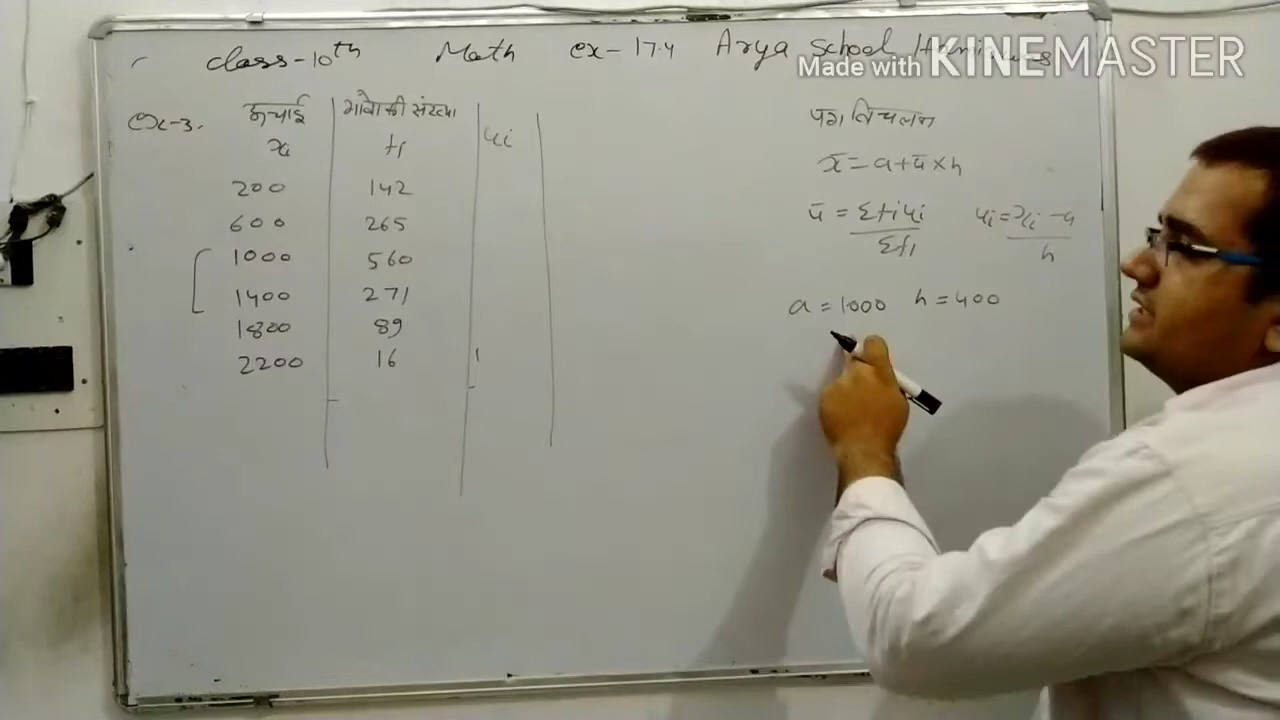 class-10th Math ex-17.4 Arya School
Made with KINEMASTER
Ex-3. ऊचाई गावो की संख्या ui
xi fi
200 142
600 265
1000 560
1400 271
1800 89
2200 16
पग विचलन
x̄ = a + ū × h
ū = Σfiui / Σfi ui = xi - a / h
a = 1000 h = 400